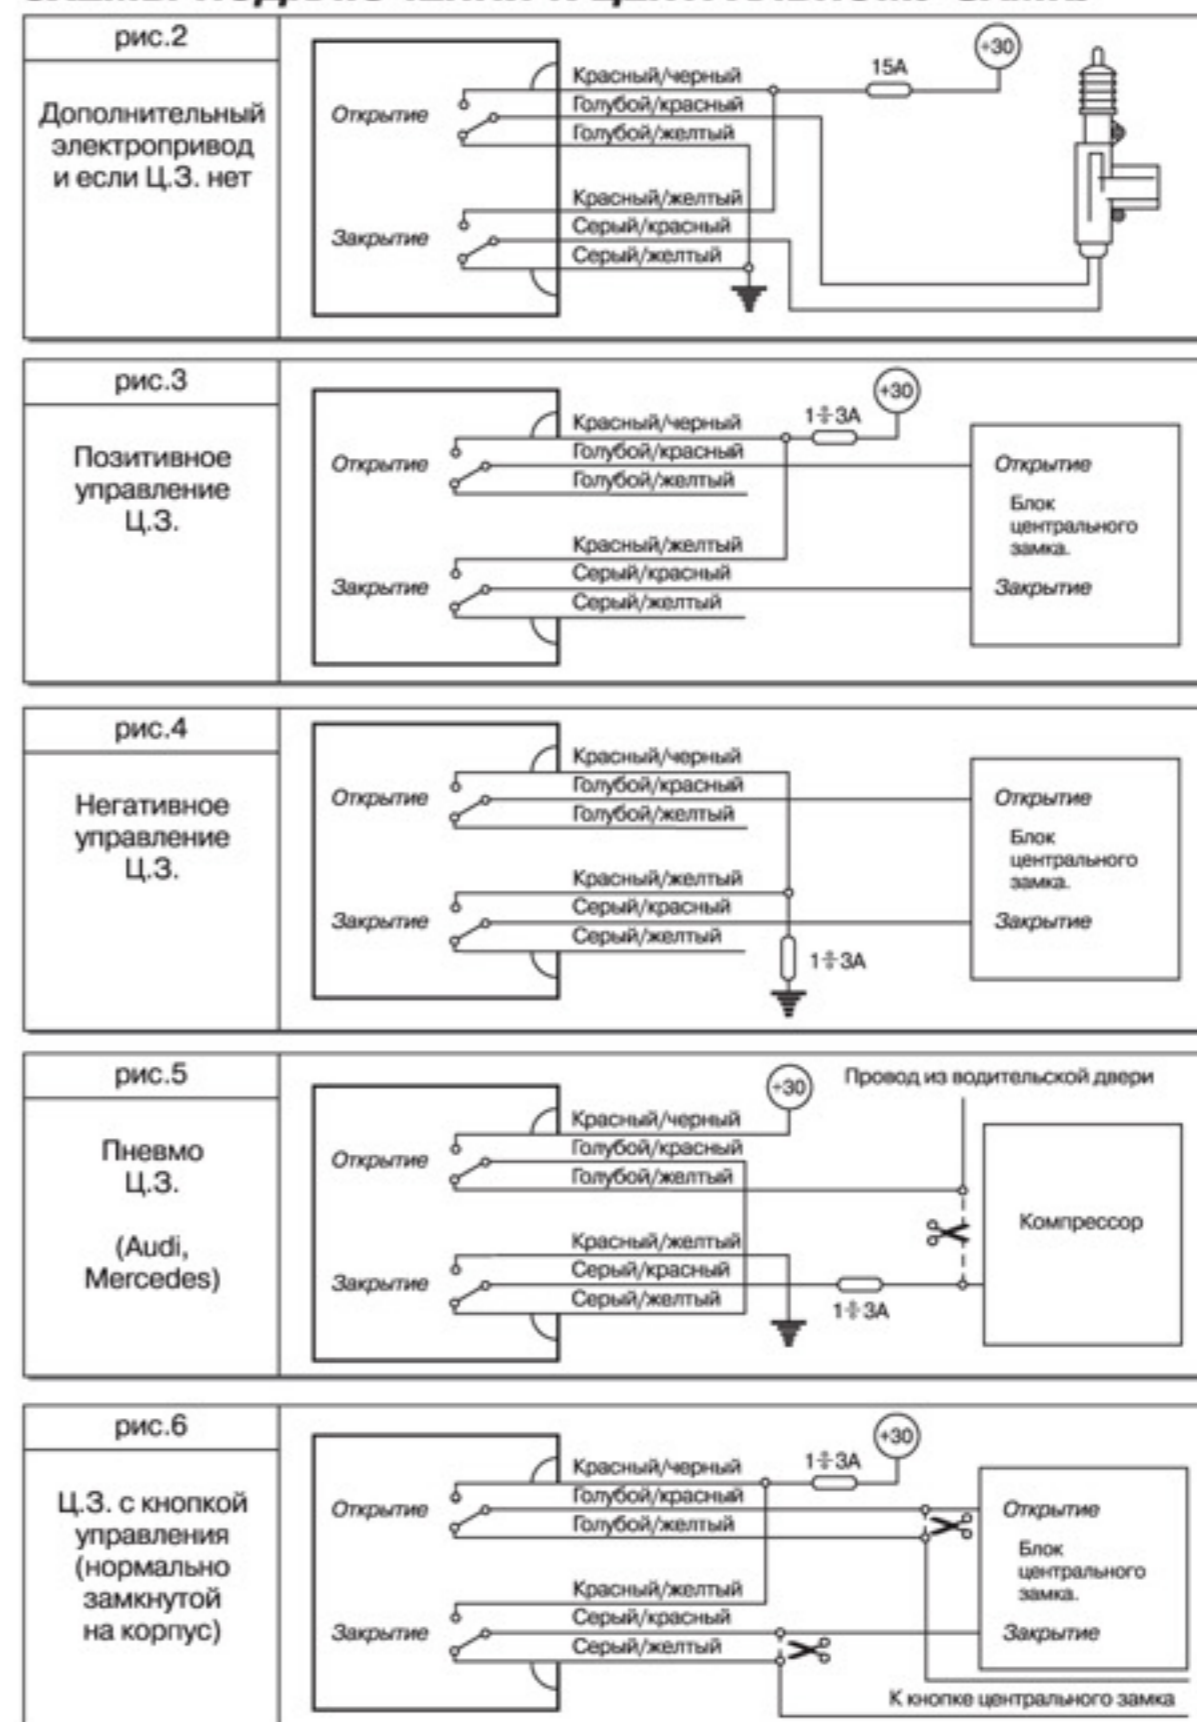 рис.2
Дополнительный
электропривод
и если Ц.З. нет
Открытие
Закрытие
Красный/черный
Голубой/красный
Голубой/желтый
Красный/желтый
Серый/красный
Серый/желтый
15А
+30
рис.3
Позитивное
управление
Ц.З.
Открытие
Закрытие
Красный/черный
Голубой/красный
Голубой/желтый
Красный/желтый
Серый/красный
Серый/желтый
1÷3А
+30
Открытие
Блок
центрального
замка.
Закрытие
рис.4
Негативное
управление
Ц.З.
Открытие
Закрытие
Красный/черный
Голубой/красный
Голубой/желтый
Красный/желтый
Серый/красный
Серый/желтый
1÷3А
Открытие
Блок
центрального
замка.
Закрытие
рис.5
Пневмо
Ц.З.
(Audi,
Mercedes)
Открытие
Закрытие
Красный/черный
Голубой/красный
Голубой/желтый
Красный/желтый
Серый/красный
Серый/желтый
+30
Провод из водительской двери
1÷3А
Компрессор
рис.6
Ц.З. с кнопкой
управления
(нормально
замкнутой
на корпус)
Открытие
Закрытие
Красный/черный
Голубой/красный
Голубой/желтый
Красный/желтый
Серый/красный
Серый/желтый
1÷3А
+30
Открытие
Блок
центрального
замка.
Закрытие
К кнопке центрального замка